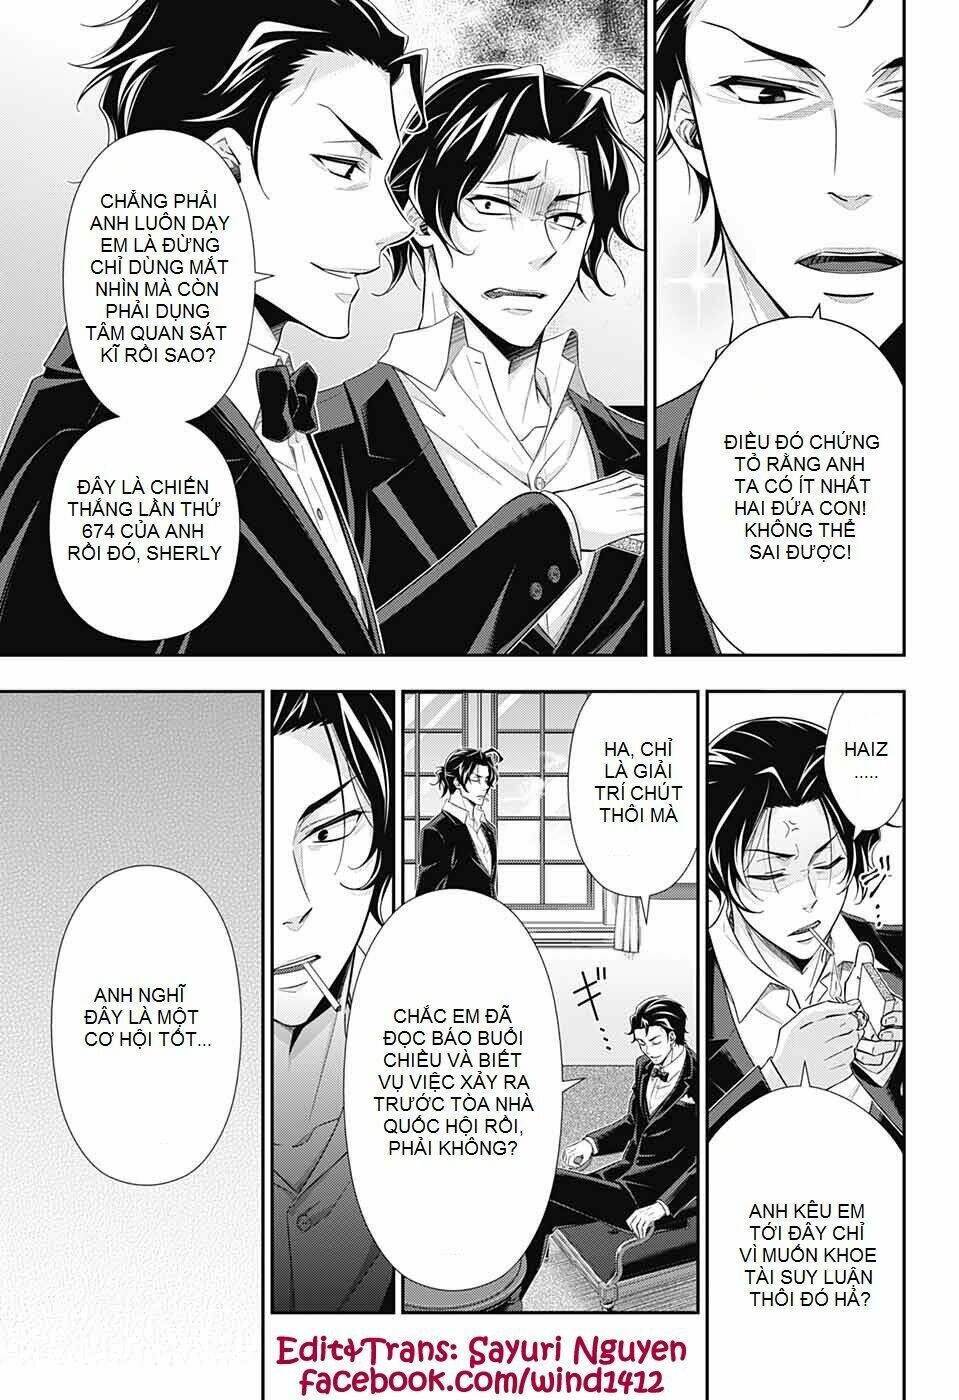 ĐIỀU ĐÓ CHỨNG
TỎ RẰNG ANH
TA CÓ ÍT NHẤT
HAI ĐỨA CON!
KHÔNG THỂ
SAI ĐƯỢC!
CHẲNG PHẢI
ANH LUÔN DẠY
EM LÀ ĐỪNG
CHỈ DÙNG MẮT
NHÌN MÀ CÒN
PHẢI DỤNG
TÂM QUAN SÁT
KĨ RỒI SAO?
ĐÂY LÀ CHIẾN
THẮNG LẦN THỨ
674 CỦA ANH
RỒI ĐÓ, SHERLY
HAIZ
.....
ANH KÊU EM
TỚI ĐÂY CHỈ
VÌ MUỐN KHOE
TÀI SUY LUẬN
THÔI ĐÓ HẢ?
HA, CHỈ
LÀ GIẢI
TRÍ CHÚT
THÔI MÀ
CHẮC EM ĐÃ
ĐỌC BÁO BUỔI
CHIỀU VÀ BIẾT
VỤ VIỆC XẢY RA
TRƯỚC TÒA NHÀ
QUỐC HỘI RỒI,
PHẢI KHÔNG?
ANH NGHĨ
ĐÂY LÀ MỘT
CƠ HỘI TỐT...
Edit&Trans: Sayuri Nguyen
facebook.com/wind1412